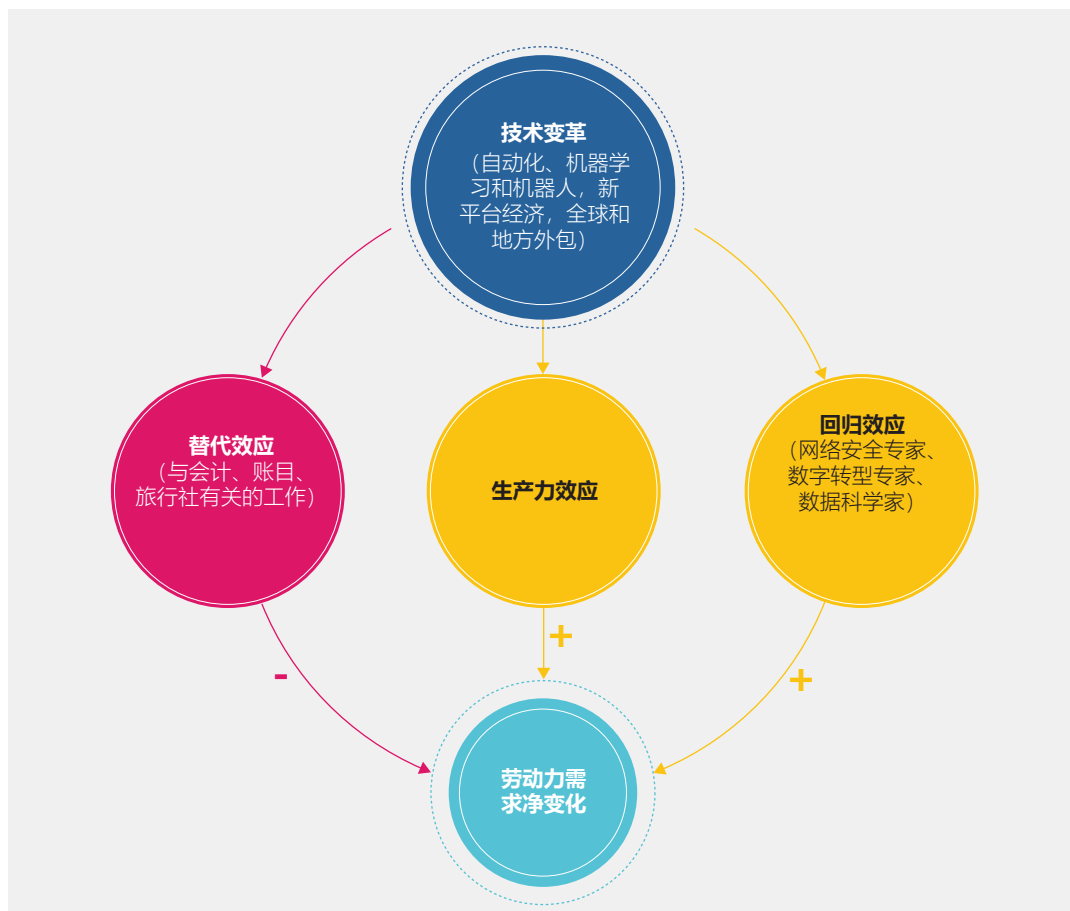 技术变革
（自动化、机器学
习和机器人，新
平台经济，全球和
地方外包）
替代效应
（与会计、账目、
旅行社有关的工作）
生产力效应
回归效应
（网络安全专家、
数字转型专家、
数据科学家）
-
+
+
劳动力需
求净变化